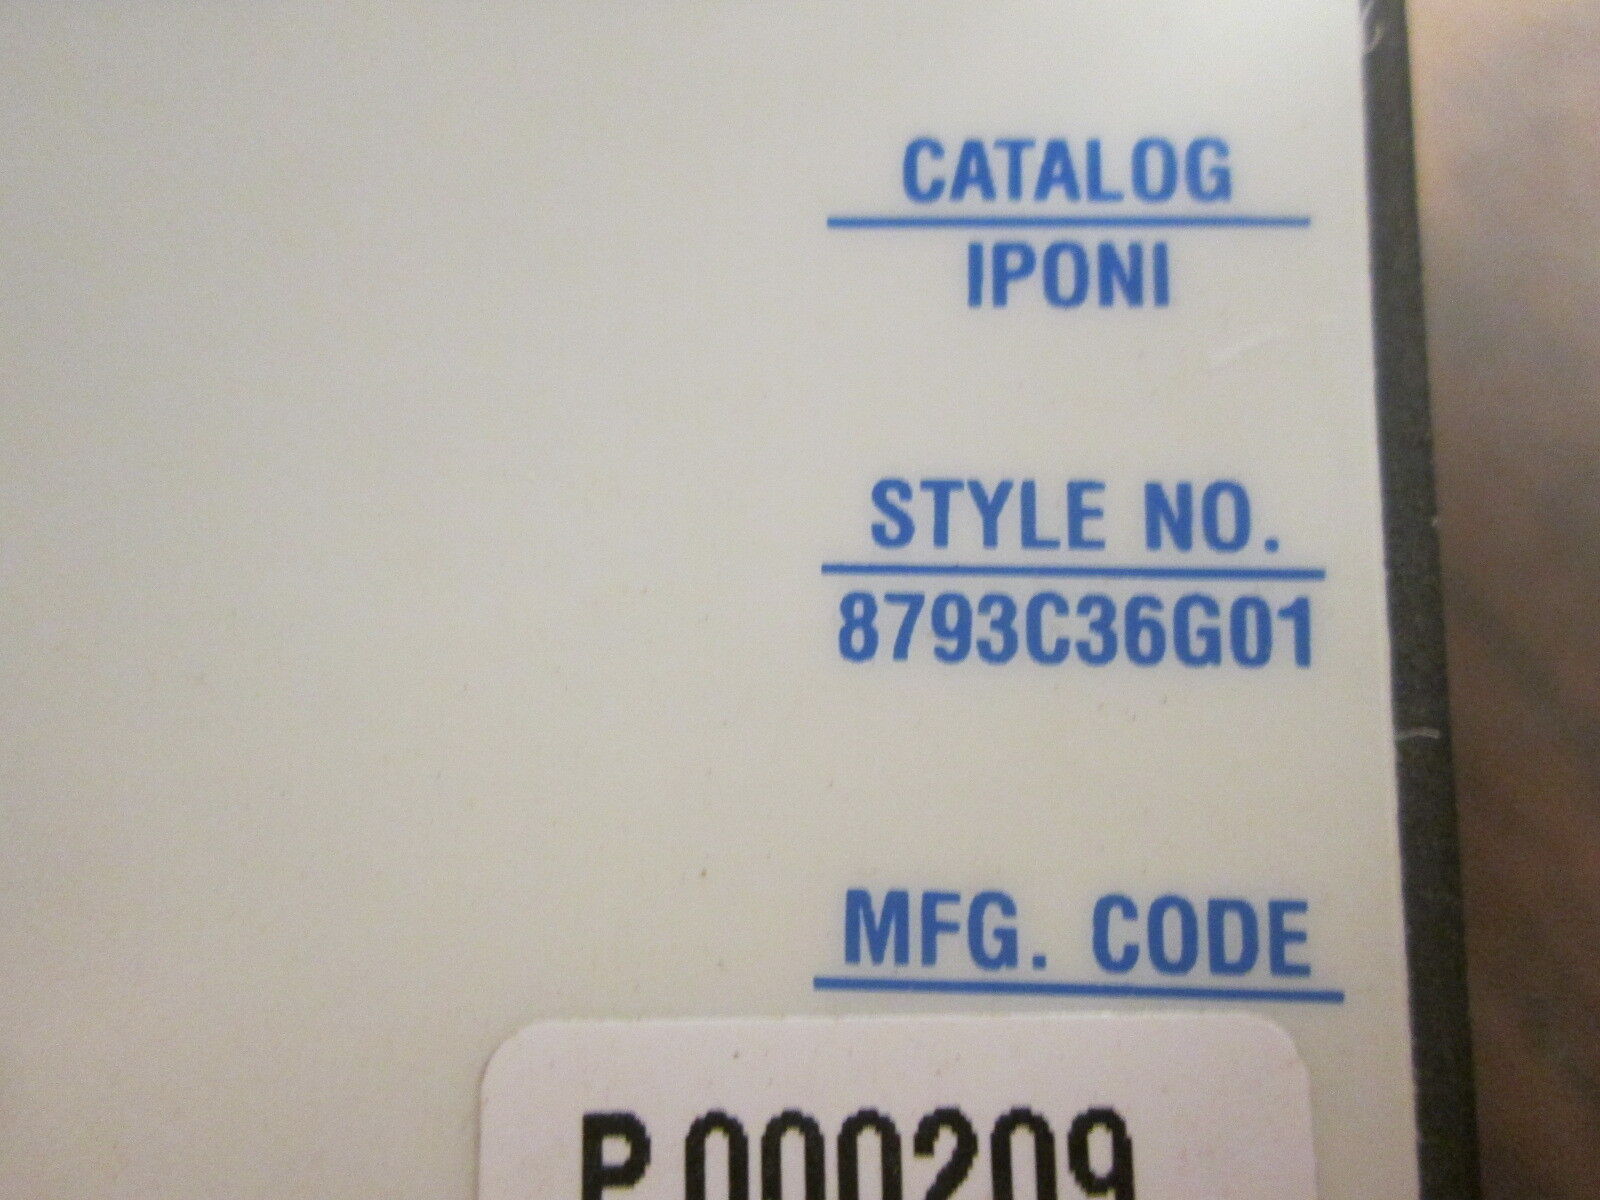 CATALOG
IPONI
STYLE NO.
8793C36G01
MFG. CODE
P 000209